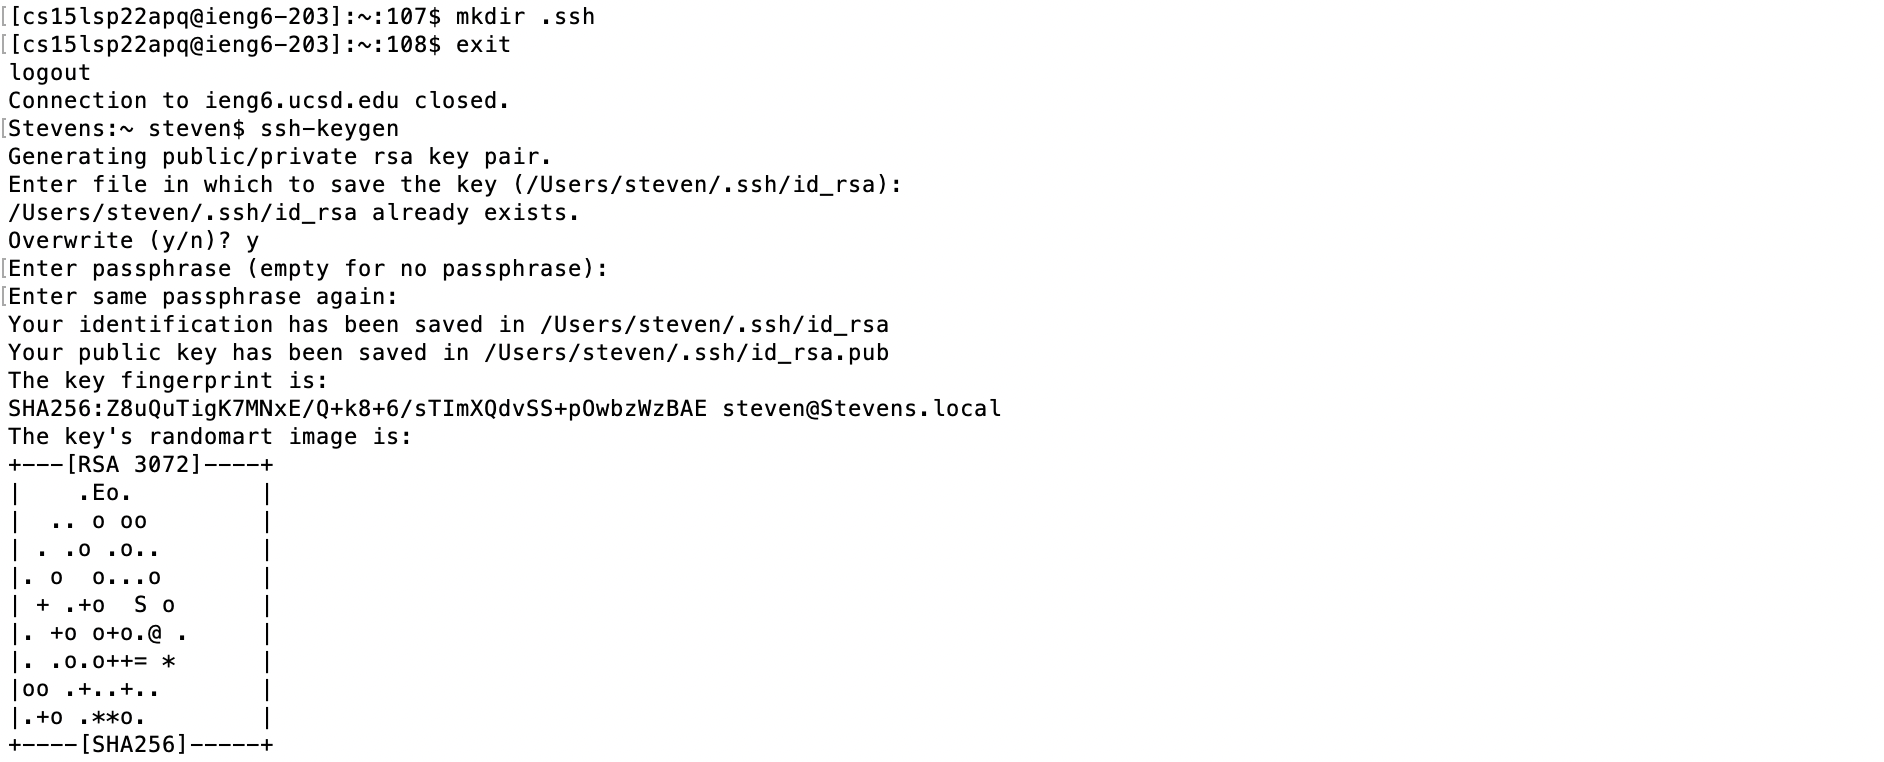 [[cs15lsp22apq@ieng6-203]:~:107$ mkdir .ssh
[[cs15lsp22apq@ieng6-203]:~:108$ exit
logout
Connection to ieng6.ucsd.edu closed.
[Stevens:~ steven$ ssh-keygen
Generating public/private rsa key pair.
Enter file in which to save the key (/Users/steven/.ssh/id_rsa):
/Users/steven/.ssh/id_rsa already exists.
Overwrite (y/n)? y
[Enter passphrase (empty for no passphrase):
[Enter same passphrase again:
Your identification has been saved in /Users/steven/.ssh/id_rsa
Your public key has been saved in /Users/steven/.ssh/id_rsa.pub
The key fingerprint is:
SHA256:Z8uQuTigK7MNxE/Q+k8+6/sTImXQdvSS+pOwbzWzBAE steven@Stevens.local
The key's randomart image is:
+---[RSA 3072]----+
|    .Eo.         |
|  .. o oo        |
| . .o .o..       |
|. o  o...o       |
| + .+o  S o      |
|. +o o+o.@ .     |
|. .o.o++= *      |
|oo .+..+..       |
|.+o .**o.        |
+----[SHA256]-----+